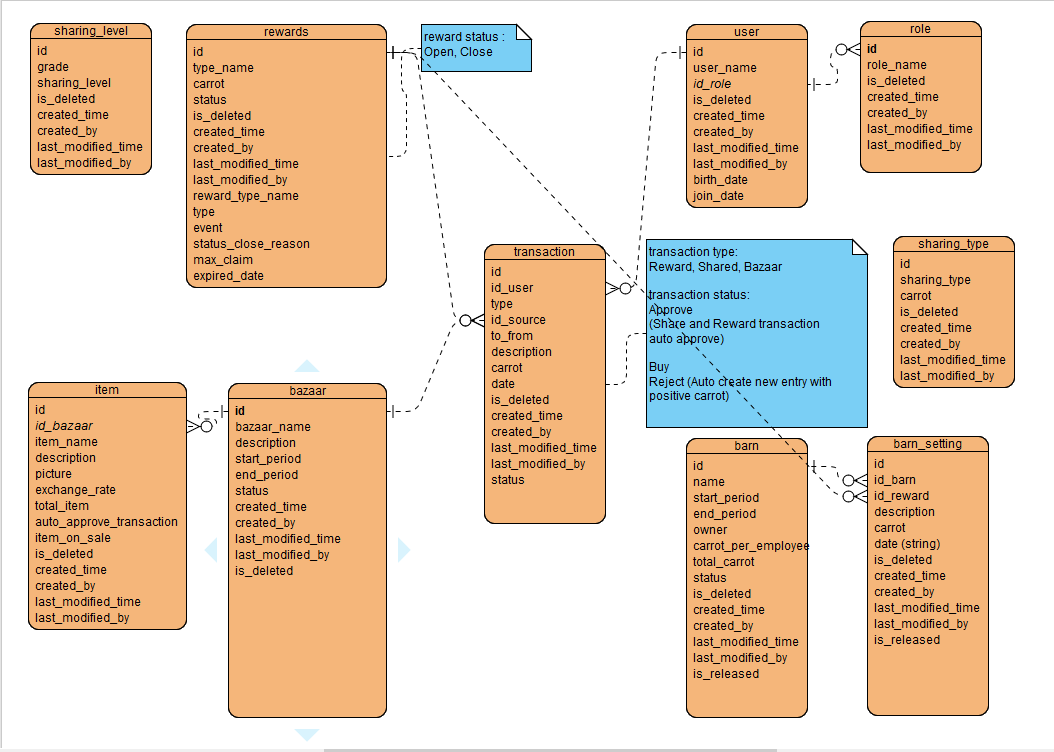 sharing_level
id
grade
sharing_level
is_deleted
created_time
created_by
last_modified_time
last_modified_by
rewards
id
type_name
carrot
status
is_deleted
created_time
created_by
last_modified_time
last_modified_by
reward_type_name
type
event
status_close_reason
max_claim
expired_date
reward status :
Open, Close
user
id
user_name
id_role
is_deleted
created_time
created_by
last_modified_time
last_modified_by
birth_date
join_date
role
id
role_name
is_deleted
created_time
created_by
last_modified_time
last_modified_by
transaction
id
id_user
type
id_source
to_from
description
carrot
date
is_deleted
created_time
created_by
last_modified_time
last_modified_by
status
transaction type:
Reward, Shared, Bazaar
transaction status:
Approve
(Share and Reward transaction
auto approve)
Buy
Reject (Auto create new entry with
positive carrot)
sharing_type
id
sharing_type
carrot
is_deleted
created_time
created_by
last_modified_time
last_modified_by
item
id
id_bazaar
item_name
description
picture
exchange_rate
total_item
auto_approve_transaction
item_on_sale
is_deleted
created_time
created_by
last_modified_time
last_modified_by
bazaar
id
bazaar_name
description
start_period
end_period
status
created_time
created_by
last_modified_time
last_modified_by
is_deleted
barn
id
name
start_period
end_period
owner
carrot_per_employee
total_carrot
status
is_deleted
created_time
created_by
last_modified_time
last_modified_by
is_released
barn_setting
id
id_barn
id_reward
description
carrot
date (string)
is_deleted
created_time
created_by
last_modified_time
last_modified_by
is_released